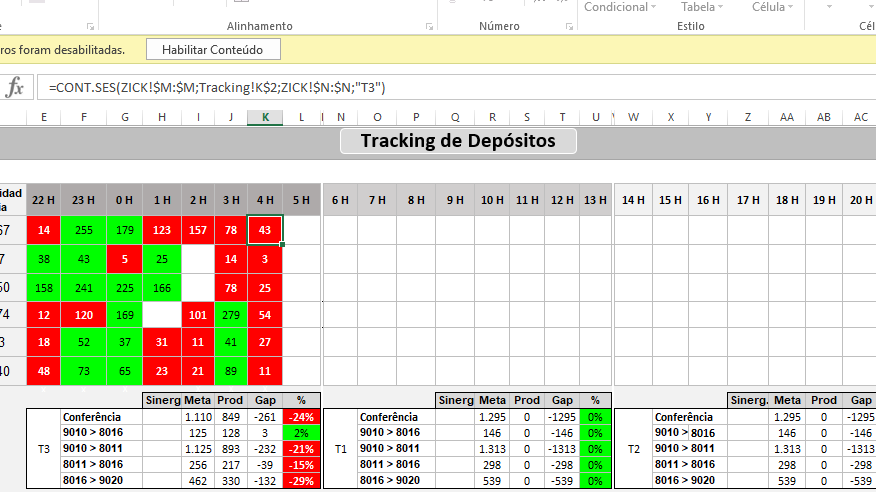 Condicional Tabela Célula
Alinhamento Número Estilo Cél
ros foram desabilitadas. Habilitar Conteúdo
fx =CONT.SES(ZICK!$M:$M;Tracking!K$2;ZICK!$N:$N;"T3")
E F G H I J K L N O P Q R S T U W X Y Z AA AB AC
Tracking de Depósitos
idad
ia 22 H 23 H 0 H 1 H 2 H 3 H 4 H 5 H 6 H 7 H 8 H 9 H 10 H 11 H 12 H 13 H 14 H 15 H 16 H 17 H 18 H 19 H 20 H
67 14 255 179 123 157 78 43
7 38 43 5 25 14 3
50 158 241 225 166 78 25
74 12 120 169 101 279 54
3 18 52 37 31 11 41 27
40 48 73 65 23 21 89 11
Sinerg Meta Prod Gap % Sinerg Meta Prod Gap % Sinerg. Meta Prod Gap
Conferência 1.110 849 -261 -24% Conferência 1.295 0 -1295 0% Conferência 1.295 0 -1295
9010 > 8016 125 128 3 2% 9010 > 8016 146 0 -146 0% 9010 > 8016 146 0 -146
T3 9010 > 8011 1.125 893 -232 -21% T1 9010 > 8011 1.313 0 -1313 0% T2 9010 > 8011 1.313 0 -1313
8011 > 8016 256 217 -39 -15% 8011 > 8016 298 0 -298 0% 8011 > 8016 298 0 -298
8016 > 9020 462 330 -132 -29% 8016 > 9020 539 0 -539 0% 8016 > 9020 539 0 -539